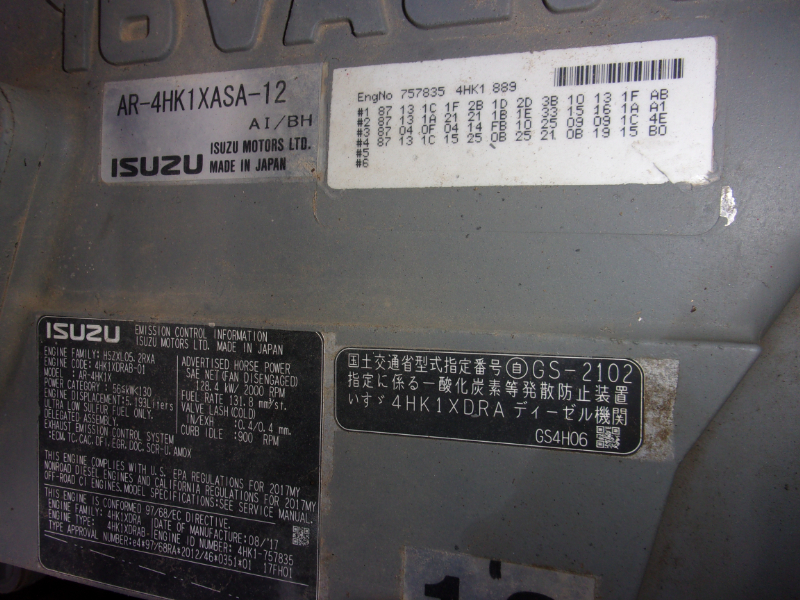 16VALVE
AR-4HK1XASA-12
AI/BH
ISUZU ISUZU MOTORS LTD.
MADE IN JAPAN
EngNo 757835 4HK1 889
#1 87 13 1C 1F 2B 1D 2D 3B 10 13 1F AB
#2 87 13 1A 21 21 1B 1E 33 15 16 1A A1
#3 87 04 0F 04 14 FB 10 25 09 09 1C 4E
#4 87 13 1C 15 25 0B 25 21 0B 19 15 B0
#5
#6
ISUZU EMISSION CONTROL INFORMATION
ISUZU MOTORS LTD. MADE IN JAPAN
ENGINE FAMILY: HSZXL05.2RXA
ENGINE CODE: 4HK1XDRAB-01
MODEL: AR-4HK1X
POWER CATEGORY : 56≤kW≤130
ENGINE DISPLACEMENT: 5.193Liters
ULTRA LOW SULFUR FUEL ONLY.
DELEGATED ASSEMBLY.
EXHAUST EMISSION CONTROL SYSTEM
:ECM,TC,CAC,DFI,EGR,DOC,SCR-U,AMOX
ADVERTISED HORSE POWER
SAE NET(FAN DISENGAGED)
128.4 kW/ 2000 RPM
FUEL RATE 131.8 mm³/st.
VALVE LASH(COLD)
IN/EXH : 0.4/0.4 mm.
CURB IDLE : 900 RPM
THIS ENGINE COMPLIES WITH U.S. EPA REGULATIONS FOR 2017MY
NONROAD DIESEL ENGINES AND CALIFORNIA REGULATIONS FOR 2017MY
OFF-ROAD CI ENGINES. MODEL SPECIFICATIONS:SEE SERVICE MANUAL.
THIS ENGINE IS CONFORMED 97/68/EC DIRECTIVE.
ENGINE FAMILY: 4HK1XDRA DATE OF MANUFACTURE:08/'17
ENGINE TYPE: 4HK1XDRAB- ENGINE ID NUMBER: 4HK1-757835
TYPE APPROVAL NUMBER:e4*97/68RA*2012/46*0351*01 17FH01
国土交通省型式指定番号 自 GS-2102
指定に係る一酸化炭素等発散防止装置
いすゞ 4HK1XDRA ディーゼル機関
GS4H06